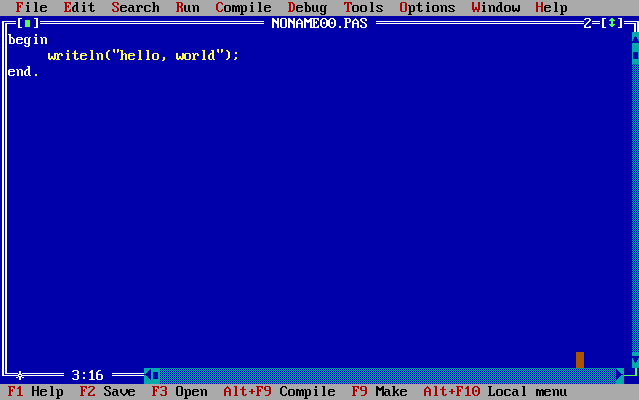 File Edit Search Run Compile Debug Tools Options Window Help
NONAME00.PAS 2
begin
writeln("hello, world");
end.
3:16
F1 Help F2 Save F3 Open Alt+F9 Compile F9 Make Alt+F10 Local menu